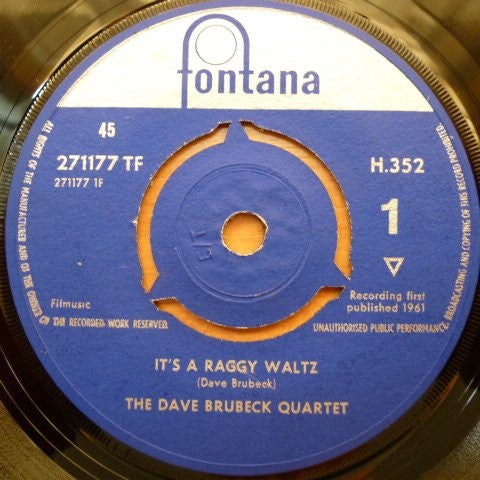 fontana
45
271177 TF
271177 1F
H.352
1
Filmusic
Recording first
published 1961
IT'S A RAGGY WALTZ
(Dave Brubeck)
THE DAVE BRUBECK QUARTET
ALL RIGHTS OF THE MANUFACTURER AND OF THE OWNER OF THE RECORDED WORK RESERVED.
UNAUTHORISED PUBLIC PERFORMANCE, BROADCASTING AND COPYING OF THIS RECORD PROHIBITED.